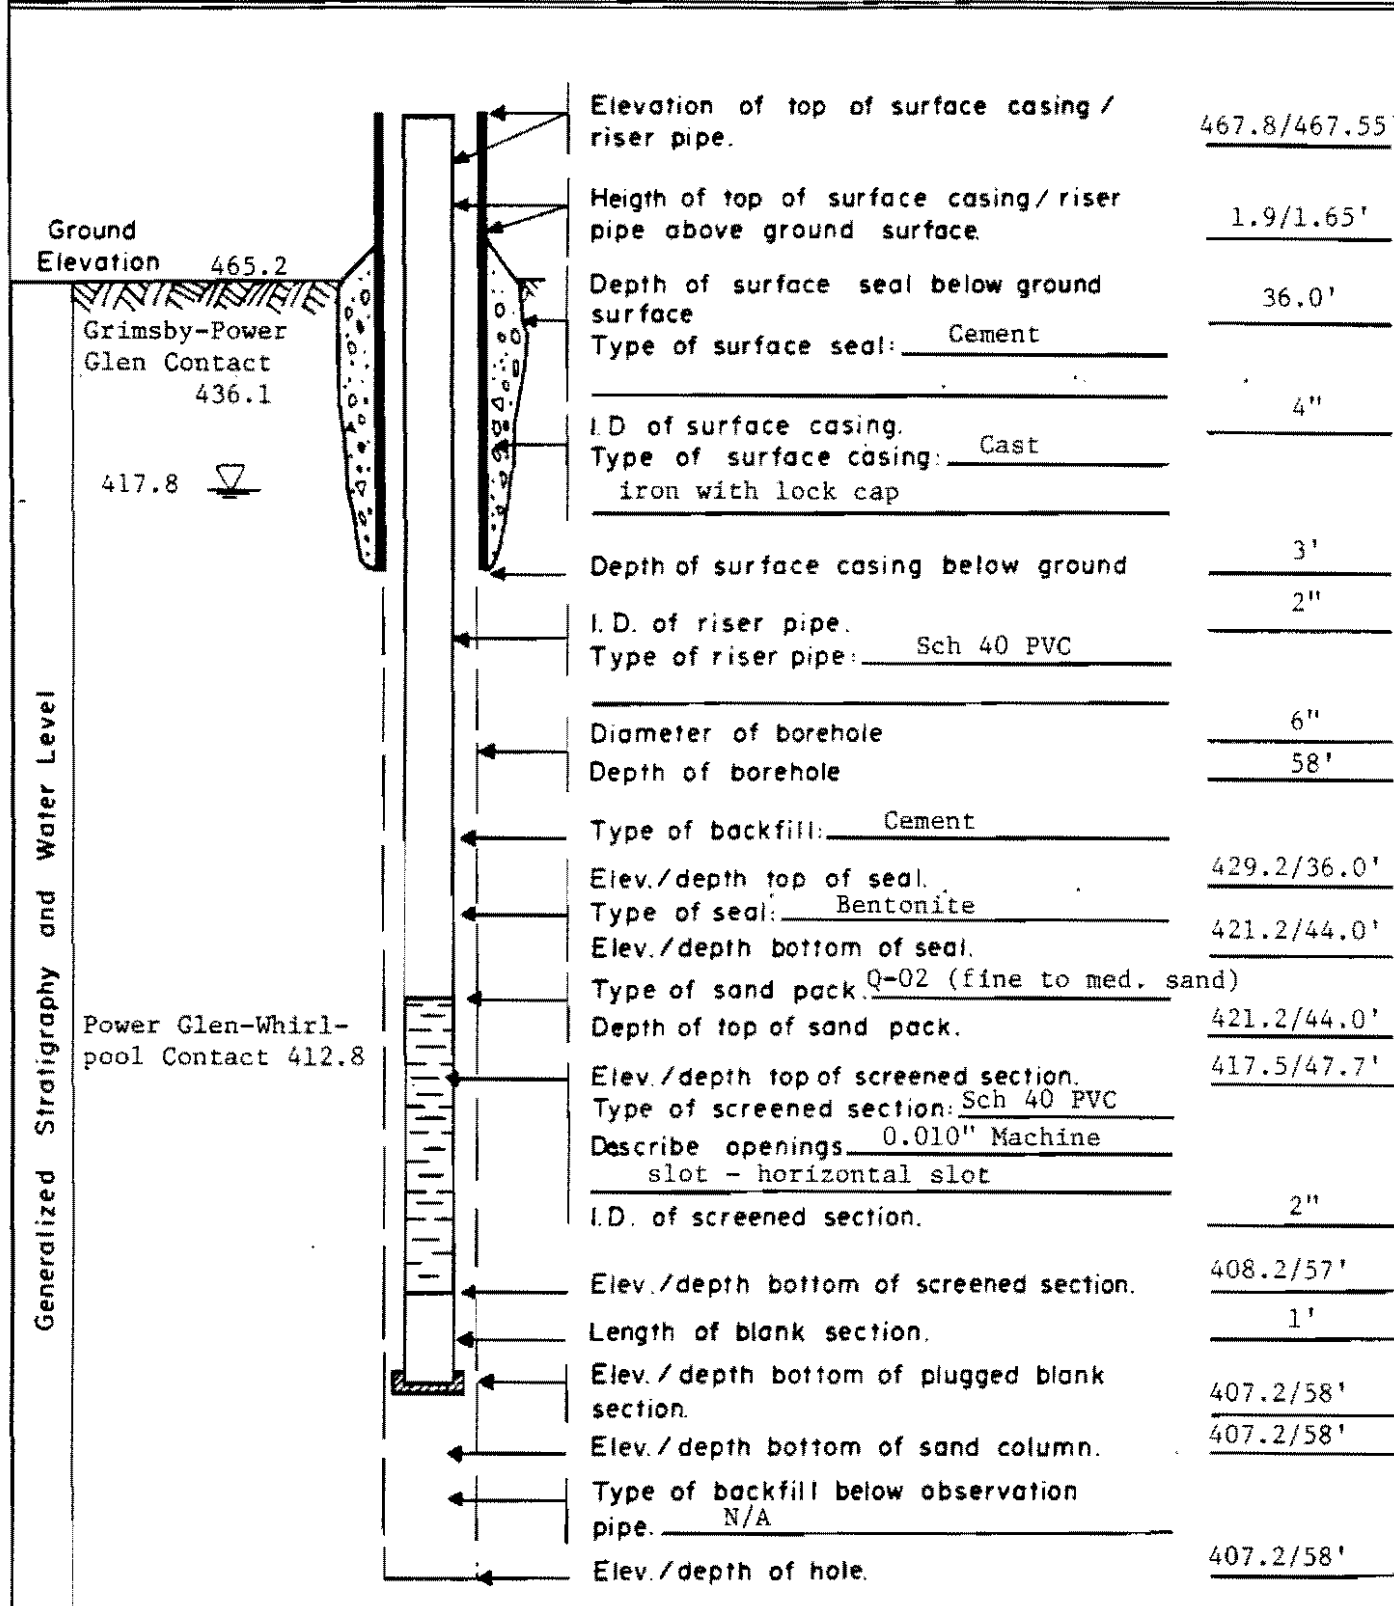 Elevation of top of surface casing /
riser pipe.
467.8/467.55'
Heigth of top of surface casing / riser
pipe above ground surface.
1.9/1.65'
Ground
Elevation 465.2
Depth of surface seal below ground
surface
36.0'
Type of surface seal: Cement
Grimsby-Power
Glen Contact
436.1
I.D of surface casing.
4"
Type of surface casing: Cast
iron with lock cap
417.8
Depth of surface casing below ground
3'
I.D. of riser pipe.
2"
Type of riser pipe: Sch 40 PVC
Diameter of borehole
6"
Depth of borehole
58'
Type of backfill: Cement
Elev./depth top of seal.
429.2/36.0'
Type of seal: Bentonite
Elev./depth bottom of seal.
421.2/44.0'
Type of sand pack. Q-02 (fine to med. sand)
Depth of top of sand pack.
421.2/44.0'
Power Glen-Whirl-
pool Contact 412.8
Elev./depth top of screened section.
417.5/47.7'
Type of screened section: Sch 40 PVC
Describe openings 0.010" Machine
slot - horizontal slot
I.D. of screened section.
2"
Elev./depth bottom of screened section.
408.2/57'
Length of blank section.
1'
Elev./depth bottom of plugged blank
section.
407.2/58'
Elev./depth bottom of sand column.
407.2/58'
Type of backfill below observation
pipe. N/A
Elev./depth of hole.
407.2/58'
Generalized Stratigraphy and Water Level